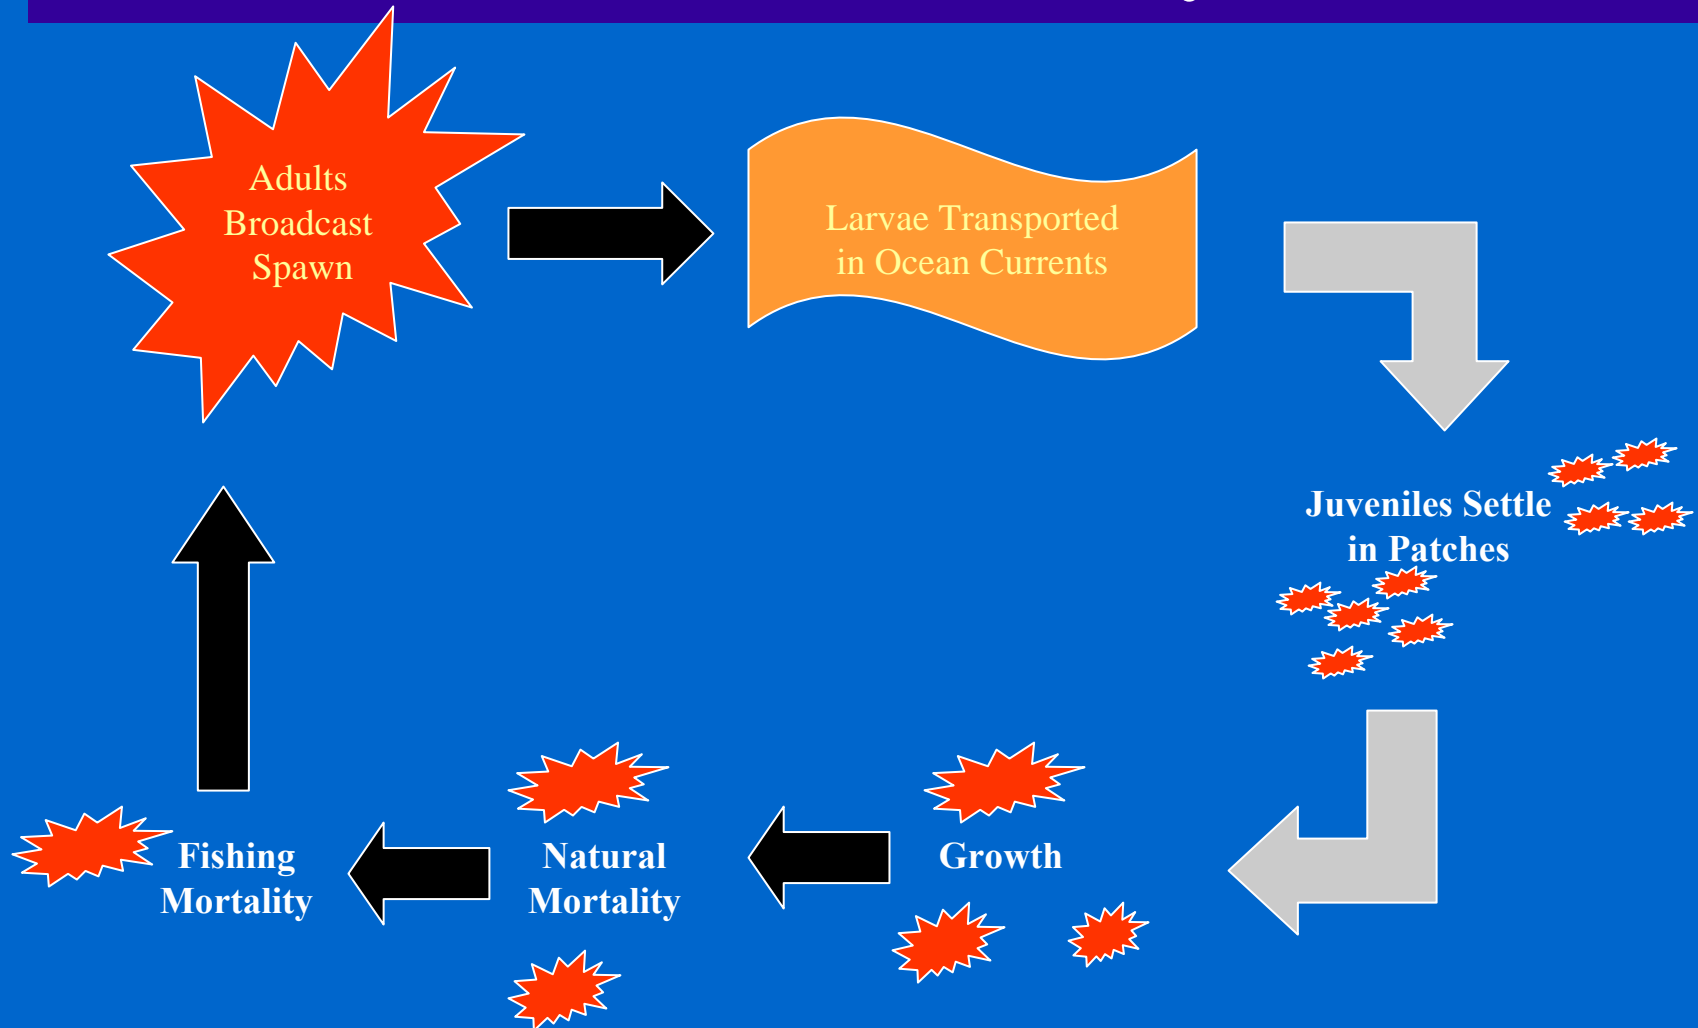 Adults
Broadcast
Spawn
Larvae Transported
in Ocean Currents
Juveniles Settle
in Patches
Growth
Natural
Mortality
Fishing
Mortality